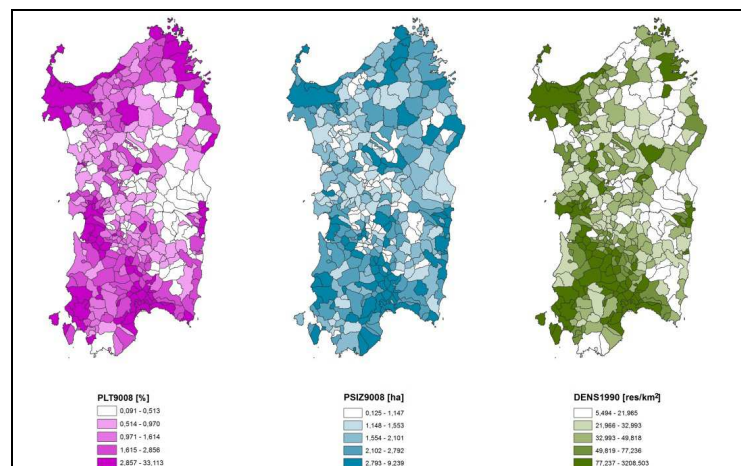 PLT9008 [%]
0,091 - 0,513
0,514 - 0,970
0,971 - 1,614
1,615 - 2,856
2,857 - 33,113
PSIZ9008 [ha]
0,125 - 1,147
1,148 - 1,553
1,554 - 2,101
2,102 - 2,792
2,793 - 9,239
DENS1990 [res/km²]
5,494 - 21,965
21,966 - 32,993
32,993 - 49,818
49,819 - 77,236
77,237 - 3208,503